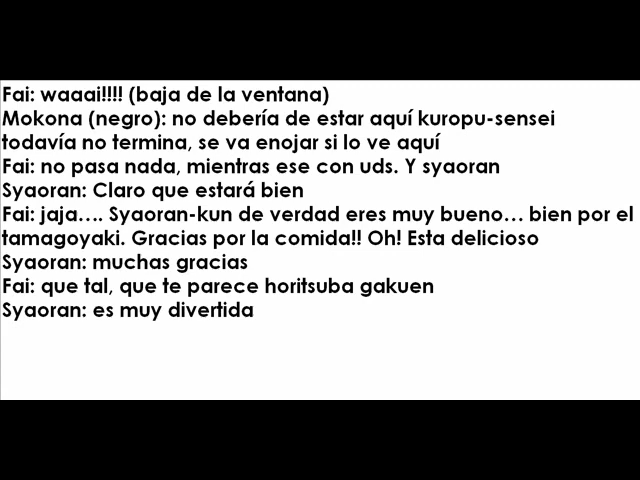 Fai: waaai!!!! (baja de la ventana)
Mokona (negro): no debería de estar aquí kuropu-sensei
todavía no termina, se va enojar si lo ve aquí
Fai: no pasa nada, mientras ese con uds. Y syaoran
Syaoran: Claro que estará bien
Fai: jaja…. Syaoran-kun de verdad eres muy bueno… bien por el
tamagoyaki. Gracias por la comida!! Oh! Esta delicioso
Syaoran: muchas gracias
Fai: que tal, que te parece horitsuba gakuen
Syaoran: es muy divertida